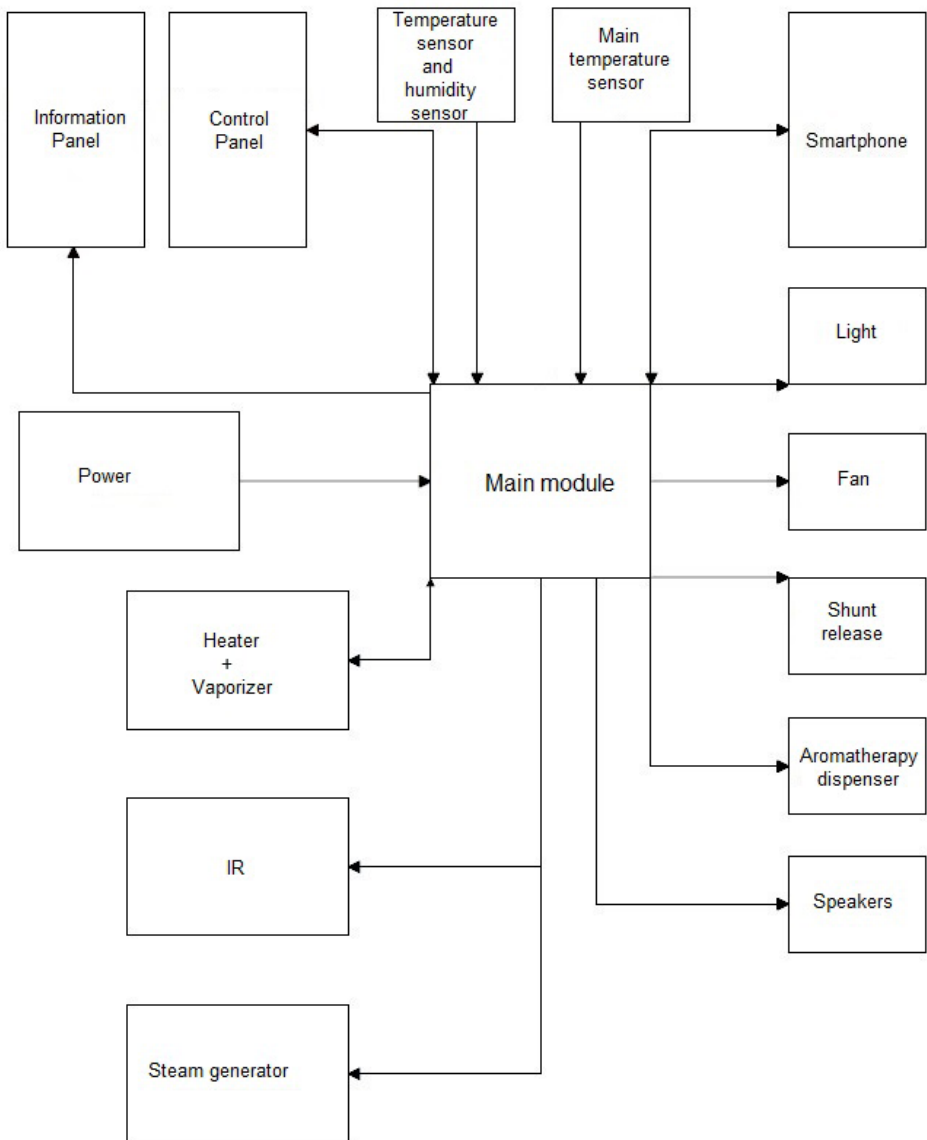 Information
Panel
Control
Panel
Temperature
sensor
and
humidity
sensor
Main
temperature
sensor
Smartphone
Light
Power
Main module
Fan
Heater
+
Vaporizer
Shunt
release
Aromatherapy
dispenser
IR
Speakers
Steam generator